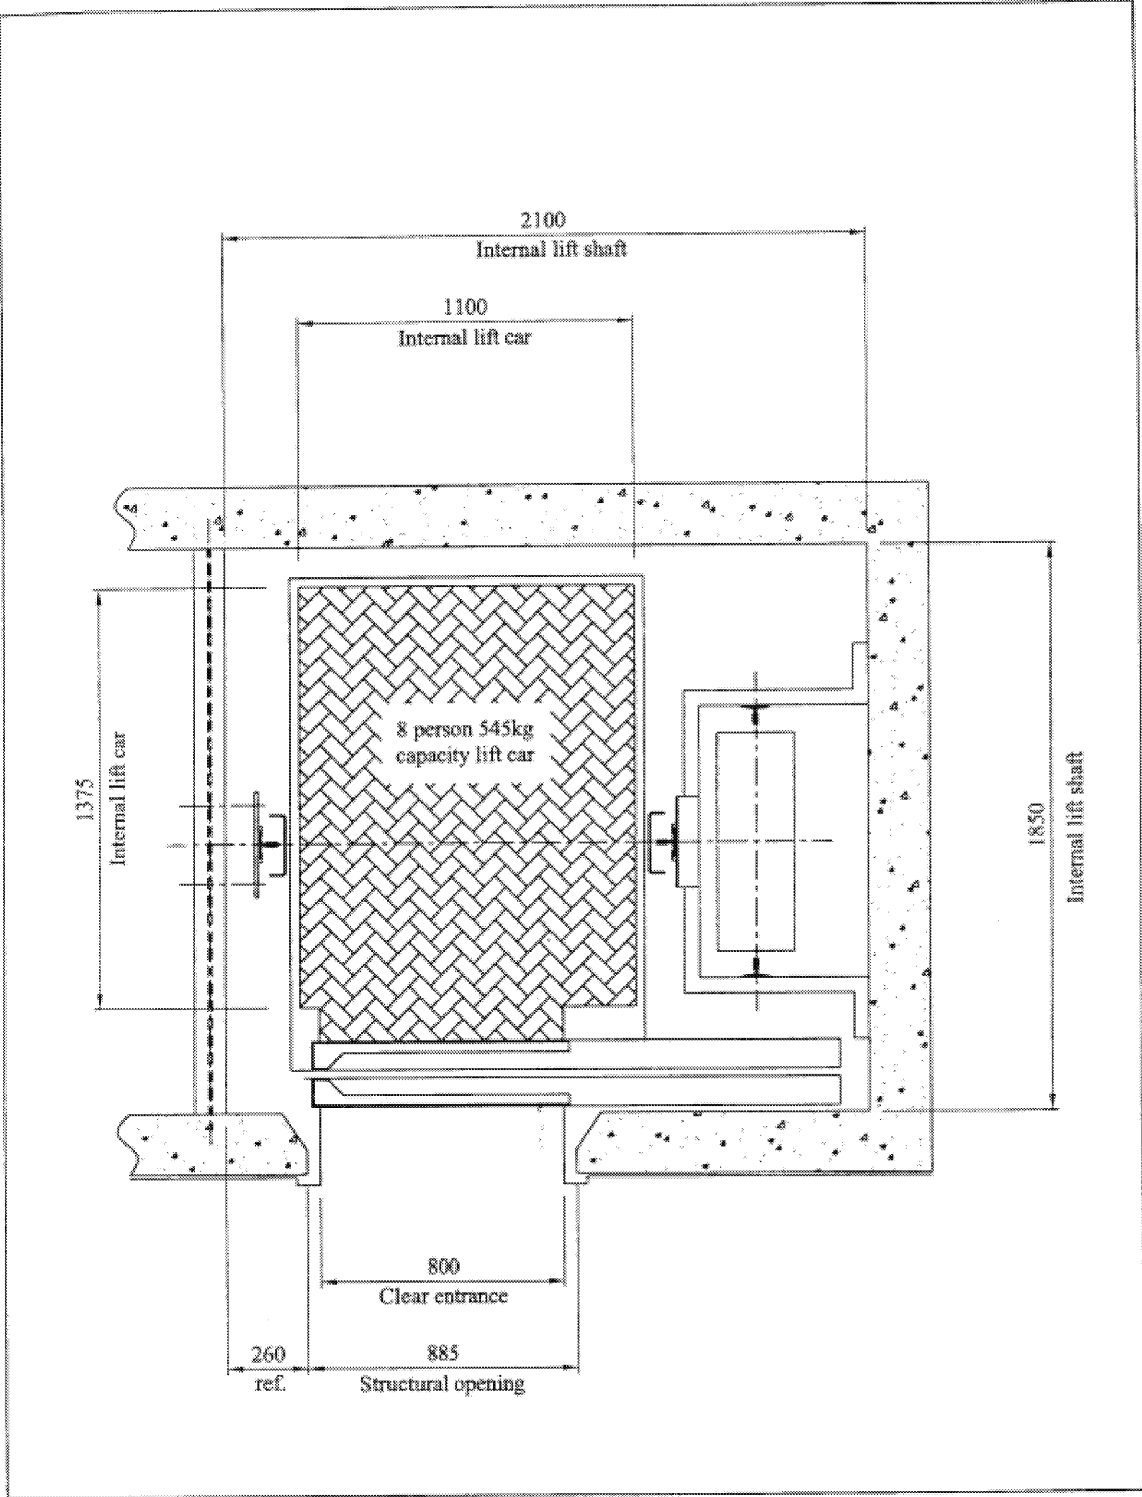 2100
Internal lift shaft
1100
Internal lift car
8 person 545kg
capacity lift car
1375
Internal lift car
1850
Internal lift shaft
800
Clear entrance
260
ref.
885
Structural opening